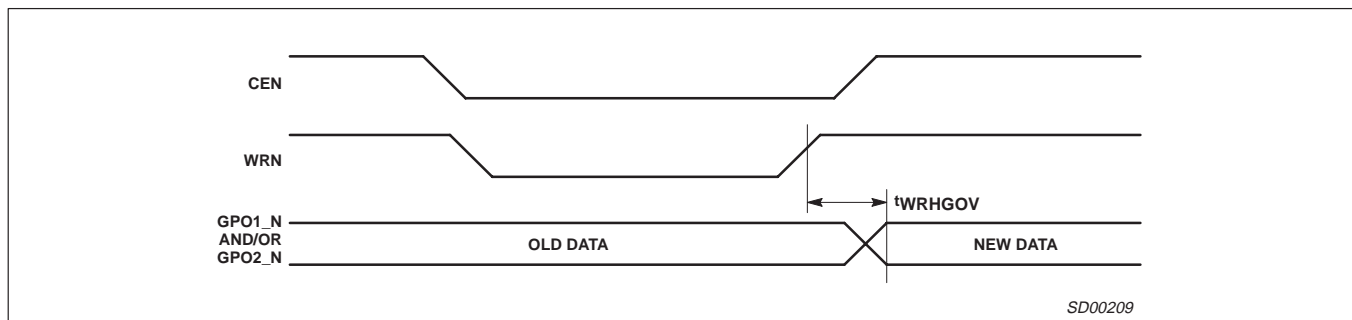 CEN
WRN
tWRHGOV
GPO1_N
AND/OR
GPO2_N
OLD DATA
NEW DATA
SD00209